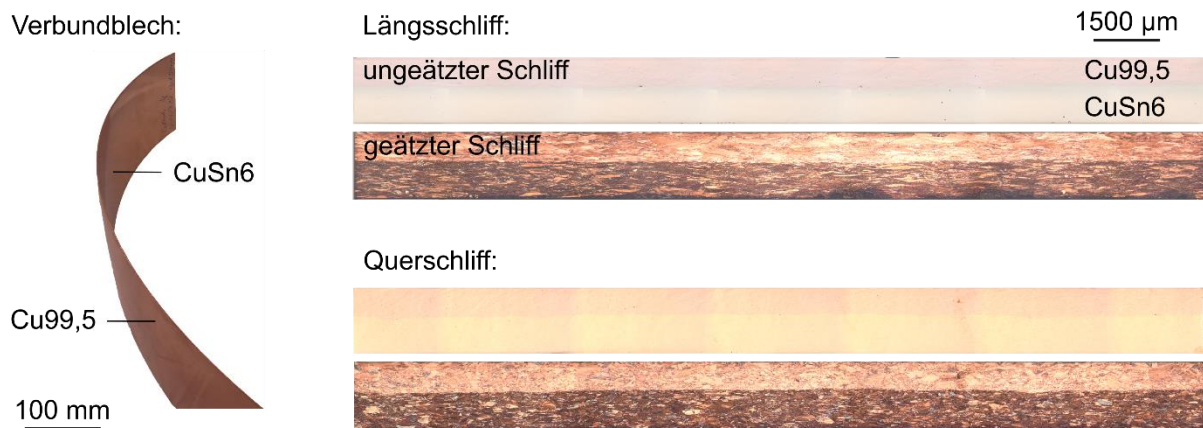 Verbundblech:
CuSn6
Cu99,5
100 mm
Längsschliff:
1500 µm
ungeätzter Schliff
Cu99,5
CuSn6
geätzter Schliff
Querschliff: